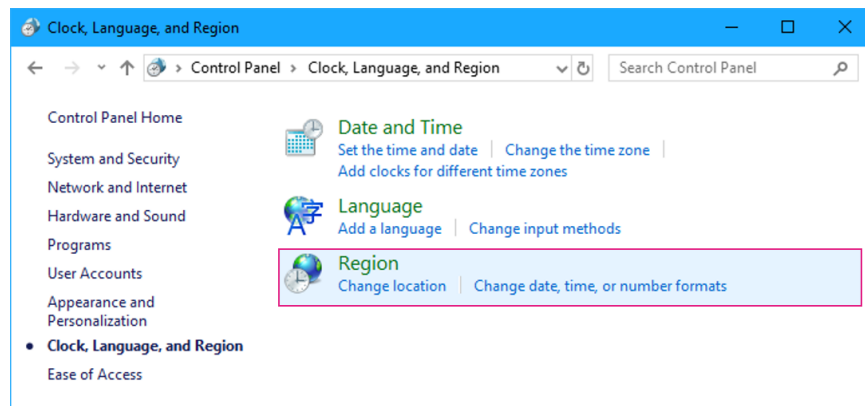 Clock, Language, and Region
Control Panel > Clock, Language, and Region
Search Control Panel
Control Panel Home
System and Security
Network and Internet
Hardware and Sound
Programs
User Accounts
Appearance and
Personalization
Clock, Language, and Region
Ease of Access
Date and Time
Set the time and date | Change the time zone |
Add clocks for different time zones
Language
Add a language | Change input methods
Region
Change location | Change date, time, or number formats